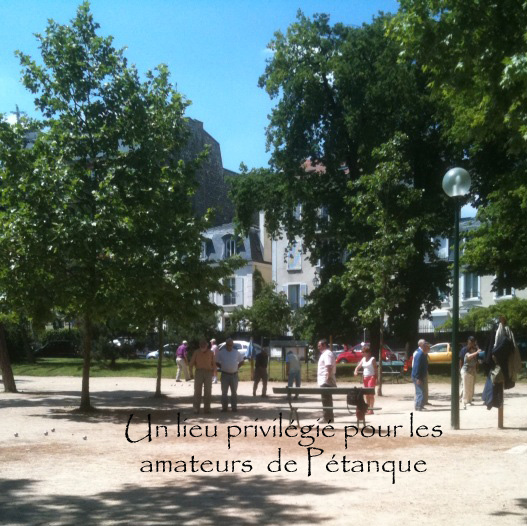 Un lieu privilégié pour les
amateurs de Pétanque